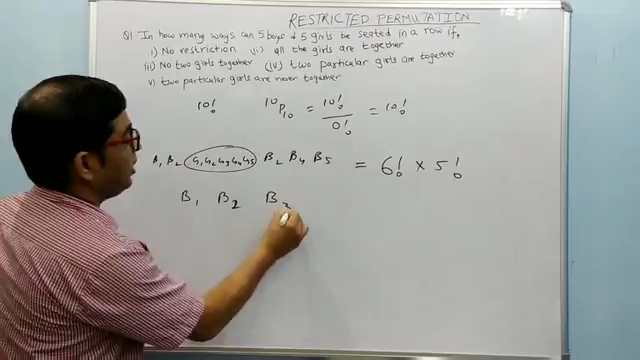 RESTRICTED PERMUTATION
Q1 In how many ways can 5 boys & 5 girls be seated in a row if,
i) No restriction (ii) all the girls are together
(iii) No two girls together (iv) two particular girls are together
v) two particular girls are never together
10! 10P10 = 10!/0! = 10!
B1 B2 G1 G2 G3 G4 G5 B2 B4 B5 = 6! × 5!
B1 B2 B